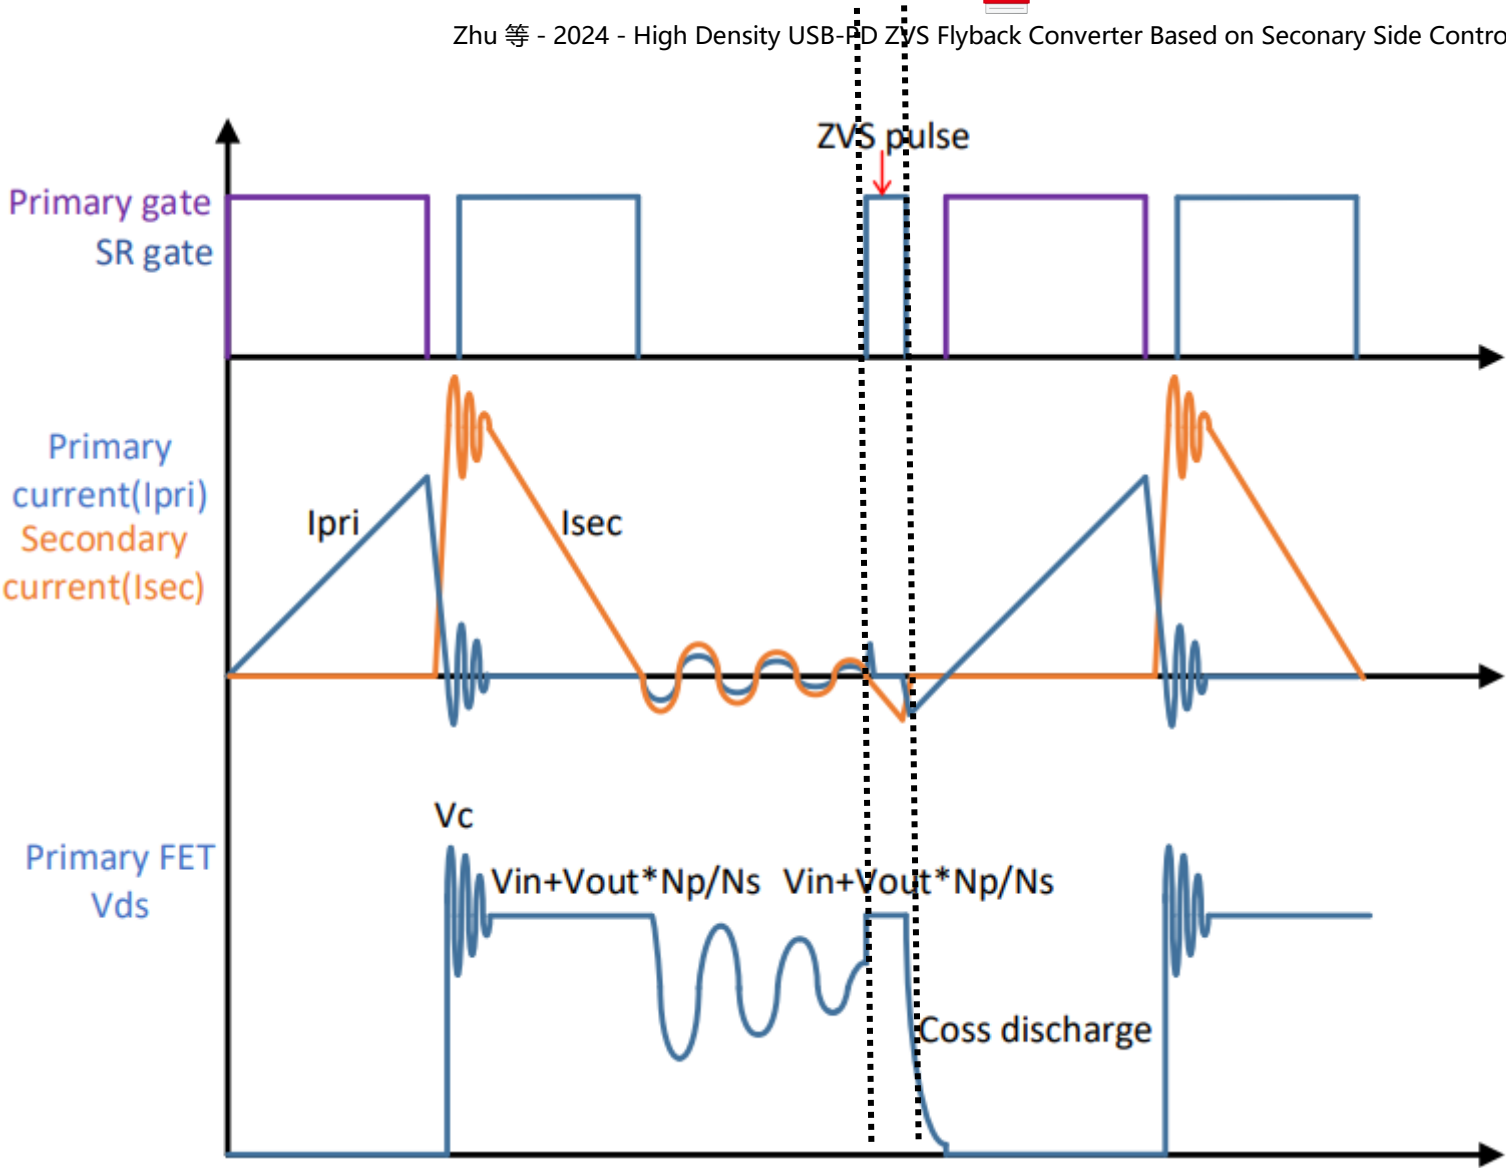 Zhu 等 - 2024 - High Density USB-PD ZVS Flyback Converter Based on Seconary Side Contro
ZVS pulse
Primary gate
SR gate
Primary
current(Ipri)
Secondary
current(Isec)
Ipri
Isec
Vc
Primary FET
Vds
Vin+Vout*Np/Ns
Vin+Vout*Np/Ns
Coss discharge